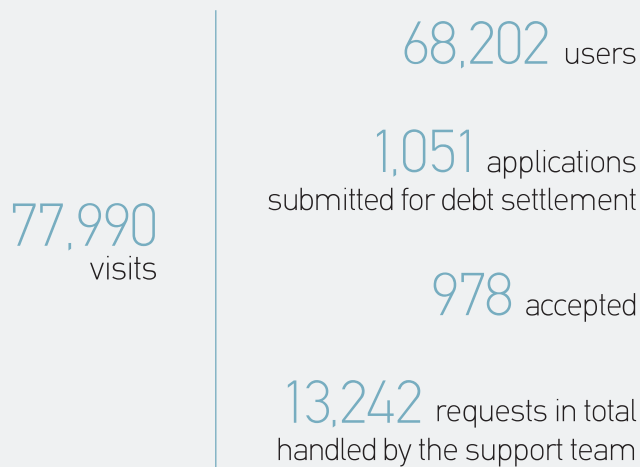 77,990
visits
68,202 users
1,051 applications
submitted for debt settlement
978 accepted
13,242 requests in total
handled by the support team